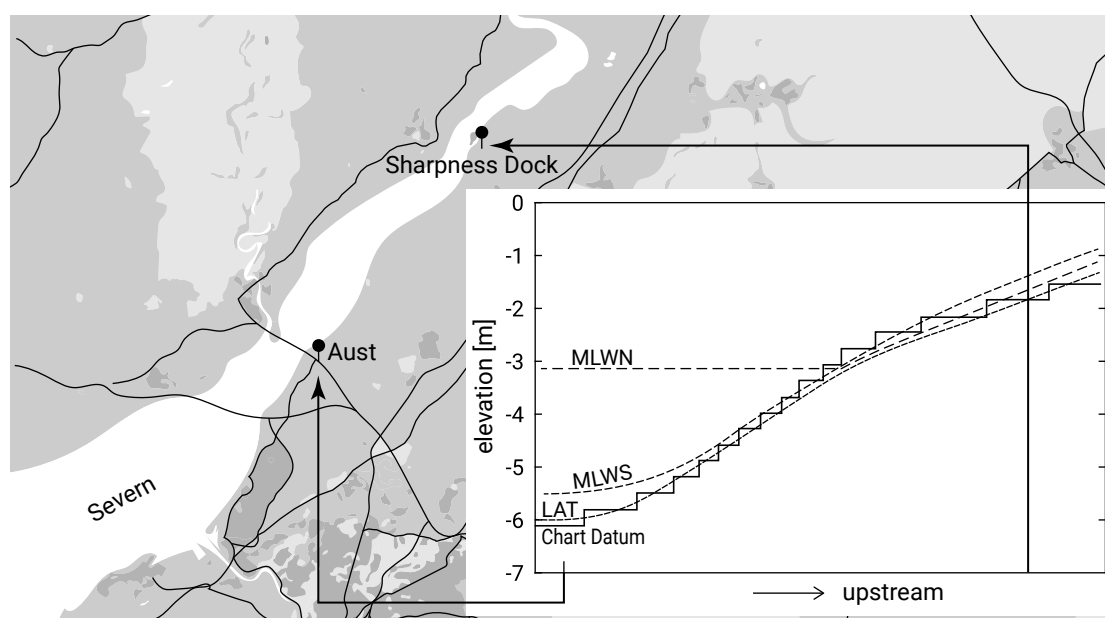 Sharpness Dock
Aust
Severn
0
-1
-2
-3
-4
-5
-6
-7
elevation [m]
MLWN
MLWS
LAT
Chart Datum
upstream